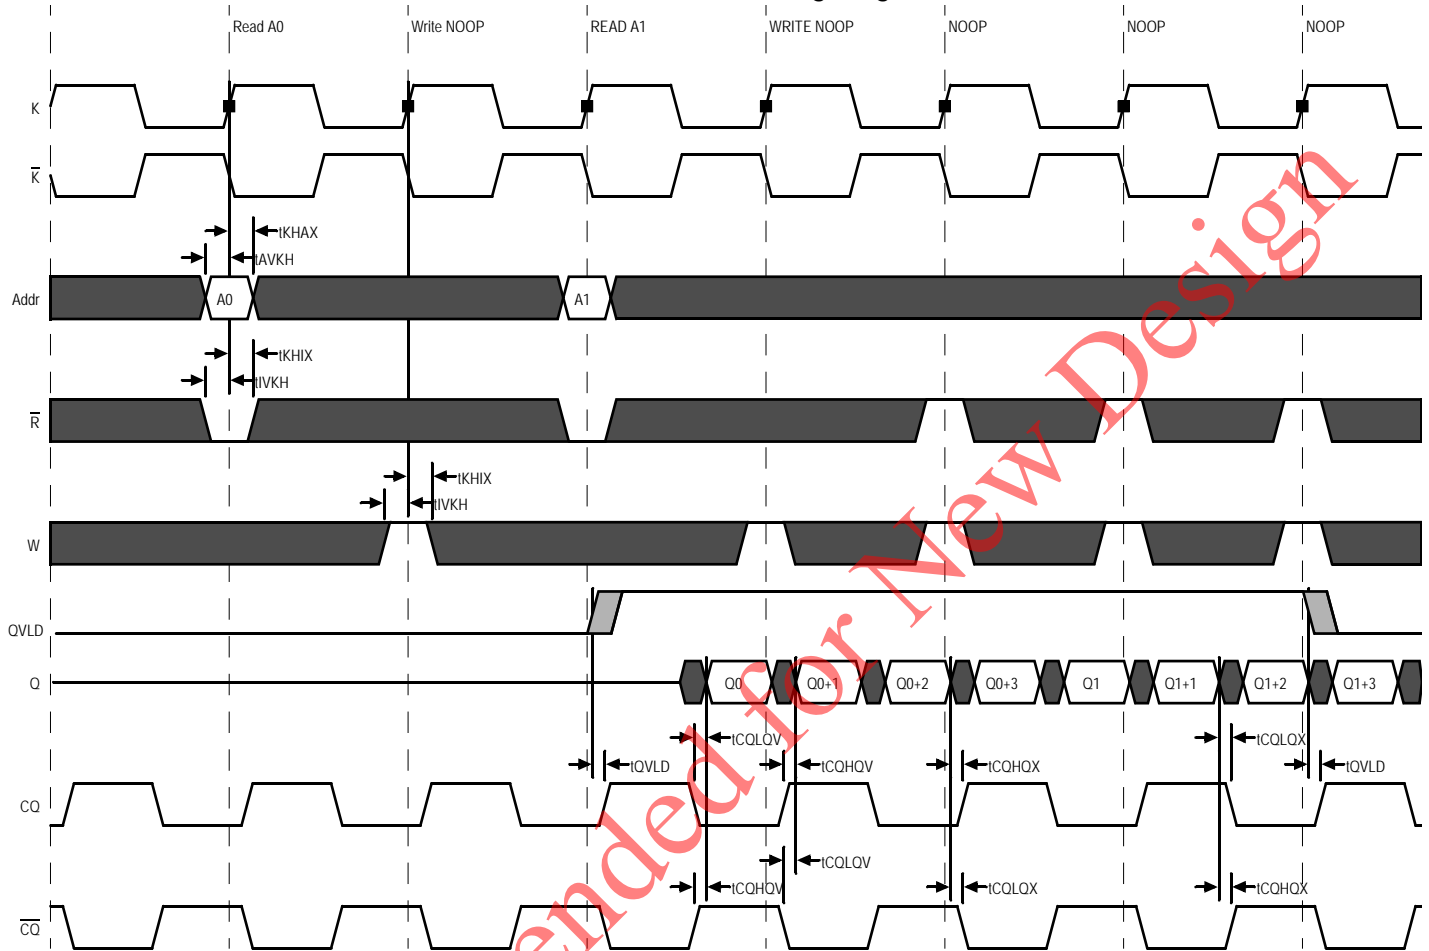 Read A0 Write NOOP READ A1 WRITE NOOP NOOP NOOP NOOP
K
K
tKHAX
tAVKH
Addr A0 A1
tKHIX
tIVKH
R
tKHIX
tIVKH
W
QVLD
Q Q0 Q0+1 Q0+2 Q0+3 Q1 Q1+1 Q1+2 Q1+3
tCQLQV tCQLQX
tQVLD tCQHQV tCQHQX tQVLD
CQ
tCQLQV
tCQHQV tCQLQX tCQHQX
CQ
ended for New Design